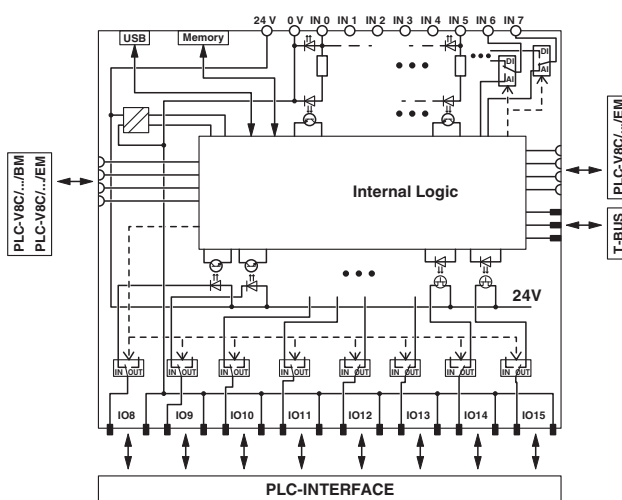 24 V 0 V IN 0 IN 1 IN 2 IN 3 IN 4 IN 5 IN 6 IN 7
USB Memory
DI
AI
DI
AI
PLC-V8C/.../BM
PLC-V8C/.../EM
Internal Logic
PLC-V8C/.../EM
T-BUS
24V
IN OUT IN OUT IN OUT IN OUT IN OUT IN OUT IN OUT IN OUT
IO8 IO9 IO10 IO11 IO12 IO13 IO14 IO15
PLC-INTERFACE